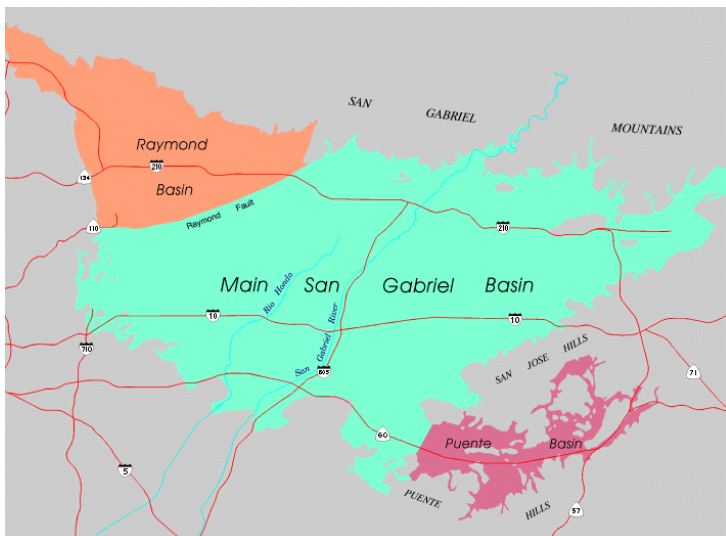 SAN GABRIEL MOUNTAINS
Raymond
210
134
Basin
Raymond Fault
110
210
Main San Gabriel Basin
Rio Hondo
San Gabriel River
10
10
710
605
SAN JOSE HILLS
71
60
Puente Basin
5
PUENTE HILLS
57